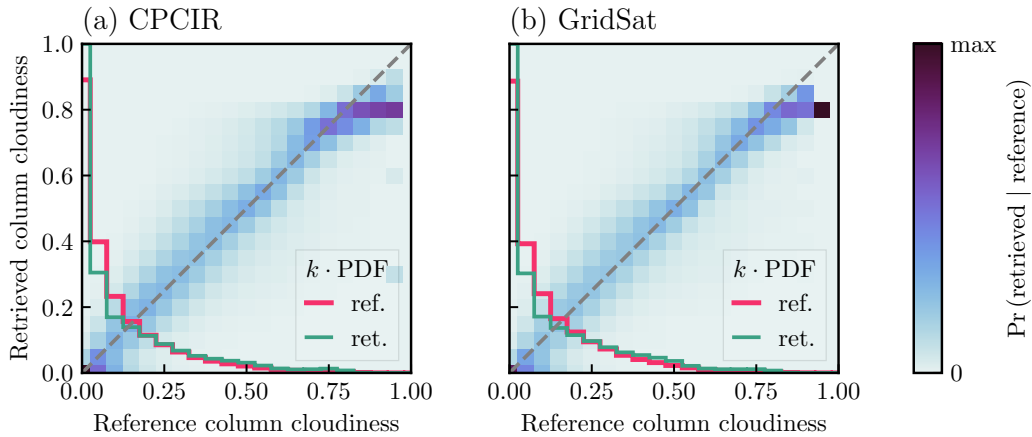 (a) CPCIR
(b) GridSat
Retrieved column cloudiness
1.0
0.8
0.6
0.4
0.2
0.0
k · PDF
ref.
ret.
0.00 0.25 0.50 0.75 1.00
Reference column cloudiness
k · PDF
ref.
ret.
0.00 0.25 0.50 0.75 1.00
Reference column cloudiness
max
0
Pr (retrieved | reference)